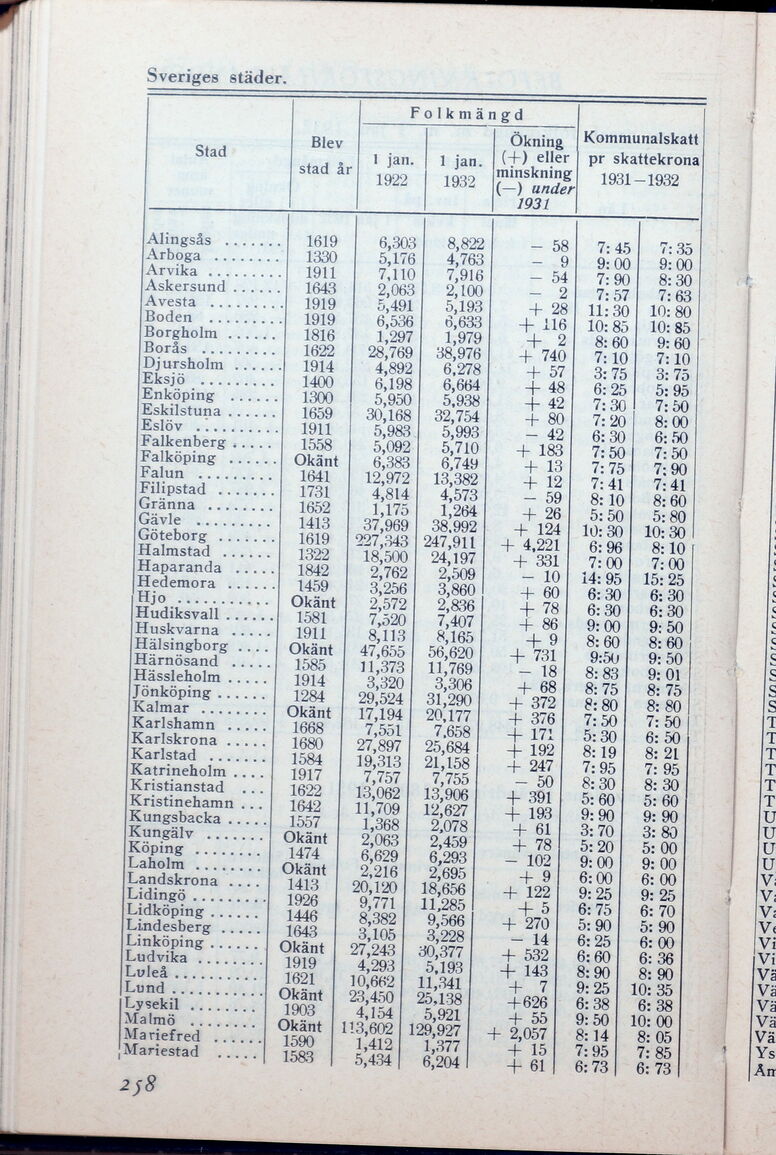 Sveriges städer.
Stad
Blev stad år
Folkmängd
1 jan. 1922
1 jan. 1932
Ökning (+) eller minskning (—) under 1931
Kommunalskatt pr skattekrona 1931—1932
Alingsås ....... 1619 6,303 8,822 — 58 7: 45 7: 35
Arboga ........ 1330 5,176 4,763 — 9 9: 00 9: 00
Arvika ......... 1911 7,110 7,916 — 54 7: 90 8: 30
Askersund ...... 1643 2,063 2,100 — 2 7: 57 7: 63
Avesta ......... 1919 5,491 5,193 + 28 11: 30 10: 80
Boden ......... 1919 6,536 6,633 + 116 10: 85 10: 85
Borgholm ...... 1816 1,297 1,979 + 2 8: 60 9: 60
Borås ......... 1622 28,769 38,976 + 740 7: 10 7: 10
Djursholm ...... 1914 4,892 6,278 + 57 3: 75 3: 75
Eksjö ......... 1400 6,198 6,664 + 48 6: 25 5: 95
Enköping ...... 1300 5,950 5,938 + 42 7: 30 7: 50
Eskilstuna ...... 1659 30,168 32,754 + 80 7: 20 8: 00
Eslöv ......... 1911 5,983 5,993 — 42 6: 30 6: 50
Falkenberg ..... 1558 5,092 5,710 + 183 7: 50 7: 50
Falköping ...... Okänt 6,383 6,749 + 13 7: 75 7: 90
Falun ......... 1641 12,972 13,382 + 12 7: 41 7: 41
Filipstad ....... 1731 4,814 4,573 — 59 8: 10 8: 60
Gränna ........ 1652 1,175 1,264 + 26 5: 50 5: 80
Gävle ......... 1413 37,969 38,992 + 124 10: 30 10: 30
Göteborg ....... 1619 227,343 247,911 + 4,221 6: 96 8: 10
Halmstad ...... 1322 18,500 24,197 + 331 7: 00 7: 00
Haparanda ..... 1842 2,762 2,509 — 10 14: 95 15: 25
Hedemora ...... 1459 3,256 3,860 + 60 6: 30 6: 30
Hjo ........... Okänt 2,572 2,836 + 78 6: 30 6: 30
Hudiksvall ...... 1581 7,520 7,407 + 86 9: 00 9: 50
Huskvarna ..... 1911 8,113 8,165 + 9 8: 60 8: 60
Hälsingborg .... Okänt 47,655 56,620 + 731 9:50 9: 50
Härnösand ..... 1585 11,373 11,769 — 18 8: 83 9: 01
Hässleholm ..... 1914 3,320 3,306 + 68 8: 75 8: 75
Jönköping ...... 1284 29,524 31,290 + 372 8: 80 8: 80
Kalmar ........ Okänt 17,194 20,177 + 376 7: 50 7: 50
Karlshamn ..... 1668 7,551 7,658 + 171 5: 30 6: 50
Karlskrona ..... 1680 27,897 25,684 + 192 8: 19 8: 21
Karlstad ....... 1584 19,313 21,158 + 247 7: 95 7: 95
Katrineholm .... 1917 7,757 7,755 — 50 8: 30 8: 30
Kristianstad ... 1622 13,062 13,906 + 391 5: 60 5: 60
Kristinehamn ... 1642 11,709 12,627 + 193 9: 90 9: 90
Kungsbacka ..... 1557 1,368 2,078 + 61 3: 70 3: 80
Kungälv ....... Okänt 2,063 2,459 + 78 5: 20 5: 00
Köping ........ 1474 6,629 6,293 — 102 9: 00 9: 00
Laholm ........ Okänt 2,216 2,695 + 9 6: 00 6: 00
Landskrona .... 1413 20,120 18,656 + 122 9: 25 9: 25
Lidingö ........ 1926 9,771 11,285 + 5 6: 75 6: 70
Lidköping ...... 1446 8,382 9,566 + 270 5: 90 5: 90
Lindesberg ..... 1643 3,105 3,228 — 14 6: 25 6: 00
Linköping ...... Okänt 27,243 30,377 + 532 6: 60 6: 36
Ludvika ....... 1919 4,293 5,193 + 143 8: 90 8: 90
Luleå .......... 1621 10,662 11,341 + 7 9: 25 10: 35
Lund .......... Okänt 23,450 25,138 +626 6: 38 6: 38
Lysekil ........ 1903 4,154 5,921 + 55 9: 50 10: 00
Malmö ........ Okänt 113,602 129,927 + 2,057 8: 14 8: 05
Mariefred ...... 1590 1,412 1,377 + 15 7: 95 7: 85
Mariestad ..... 1583 5,434 6,204 + 61 6: 73 6: 73
258